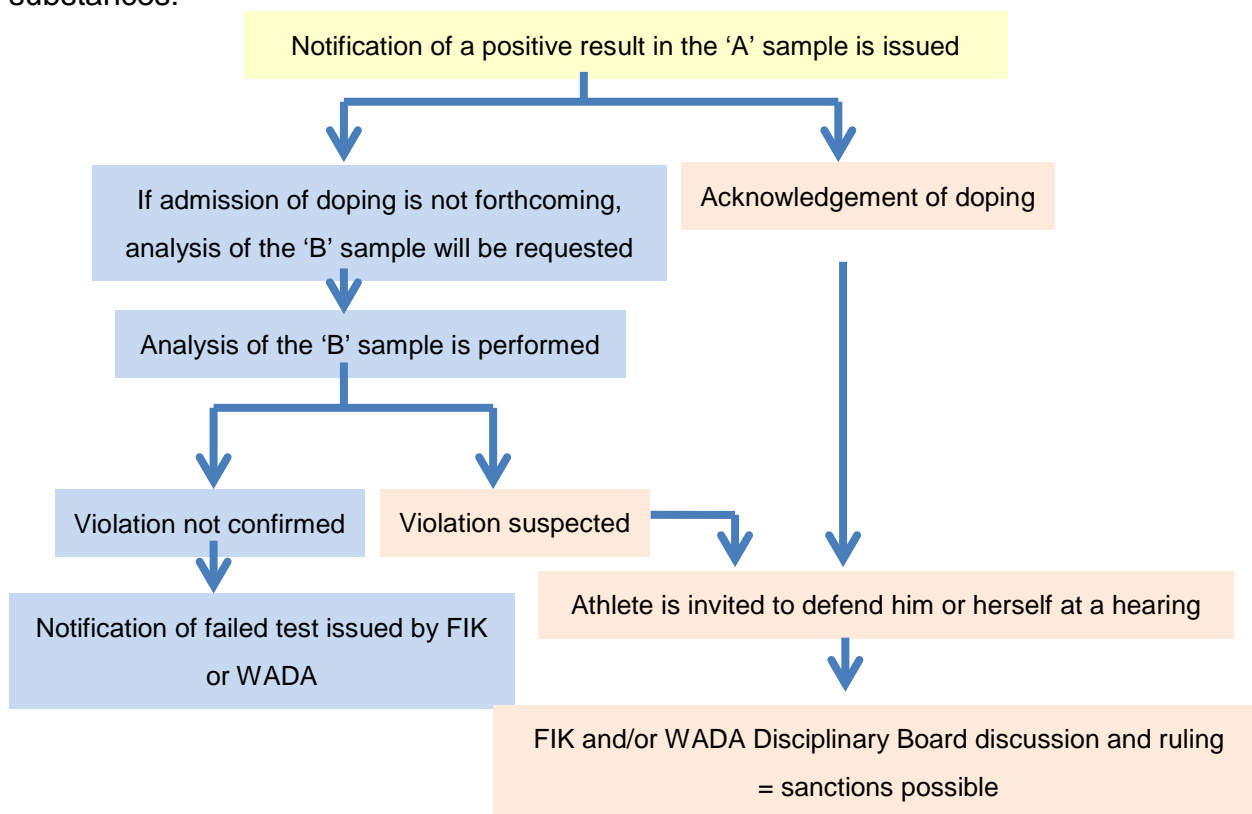 substances.
Notification of a positive result in the ‘A’ sample is issued
If admission of doping is not forthcoming,
analysis of the ‘B’ sample will be requested
Acknowledgement of doping
Analysis of the ‘B’ sample is performed
Violation not confirmed
Violation suspected
Athlete is invited to defend him or herself at a hearing
Notification of failed test issued by FIK
or WADA
FIK and/or WADA Disciplinary Board discussion and ruling
= sanctions possible